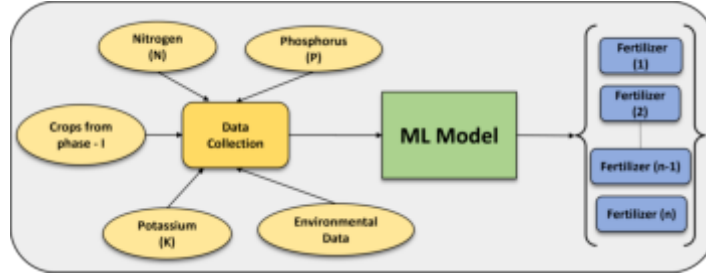 Nitrogen
(N)
Phosphorus
(P)
Crops from
phase - I
Data
Collection
ML Model
Potassium
(K)
Environmental
Data
Fertilizer
(1)
Fertilizer
(2)
Fertilizer (n-1)
Fertilizer (n)